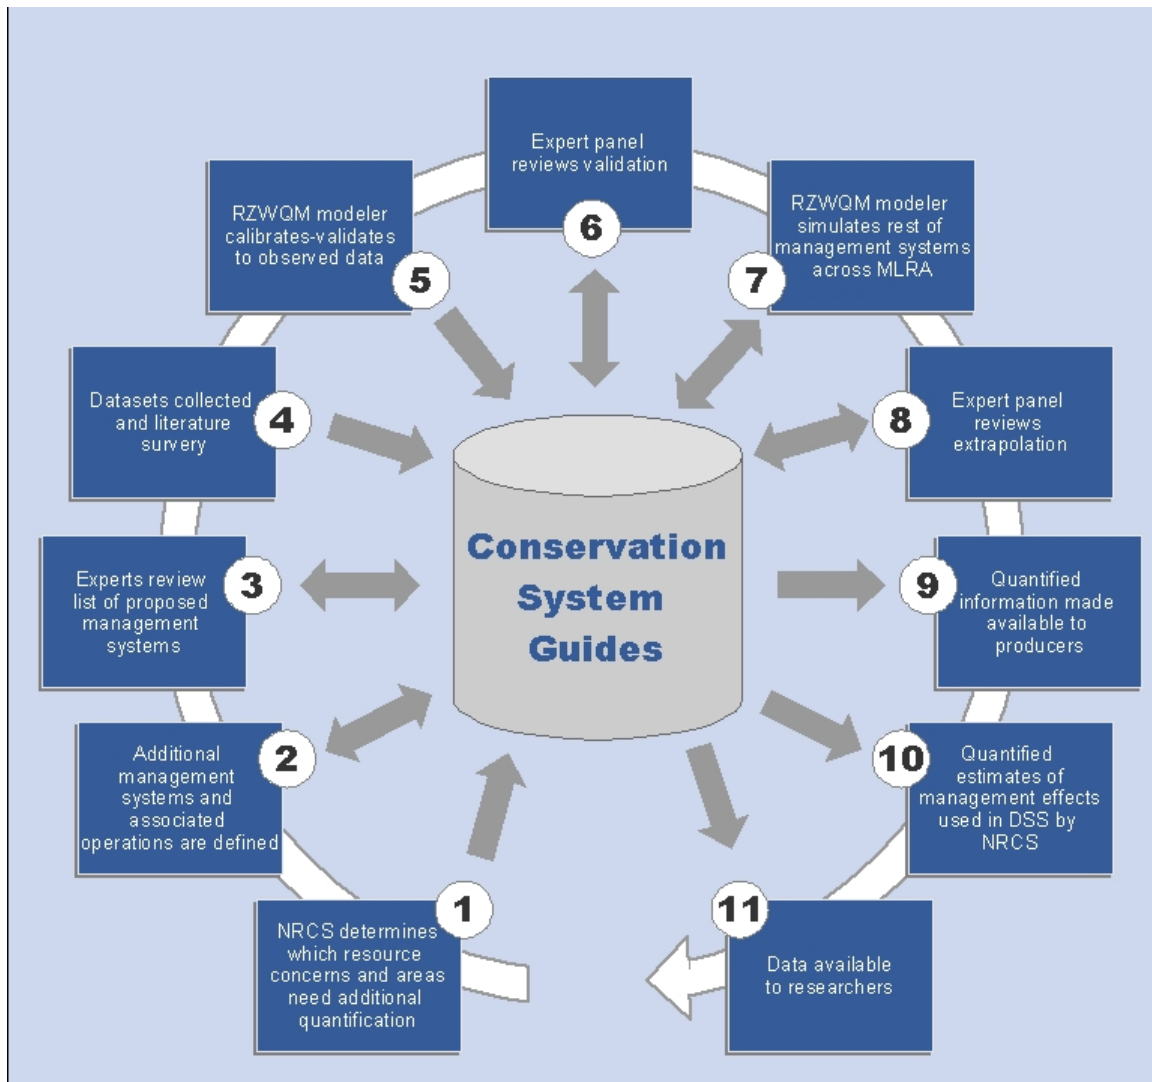 Expert panel
reviews validation
6
RZWQM modeler
calibrates-validates
to observed data
5
RZWQM modeler
simulates rest of
management systems
across MLRA
7
Datasets collected
and literature
survery
4
Expert panel
reviews
extrapolation
8
Conservation
System
Guides
Experts review
list of proposed
management
systems
3
Quantified
information made
available to
producers
9
Additional
management
systems and
associated
operations are defined
2
Quantified
estimates of
management effects
used in DSS by
NRCS
10
NRCS determines
which resource
concerns and areas
need additional
quantification
1
Data available
to researchers
11